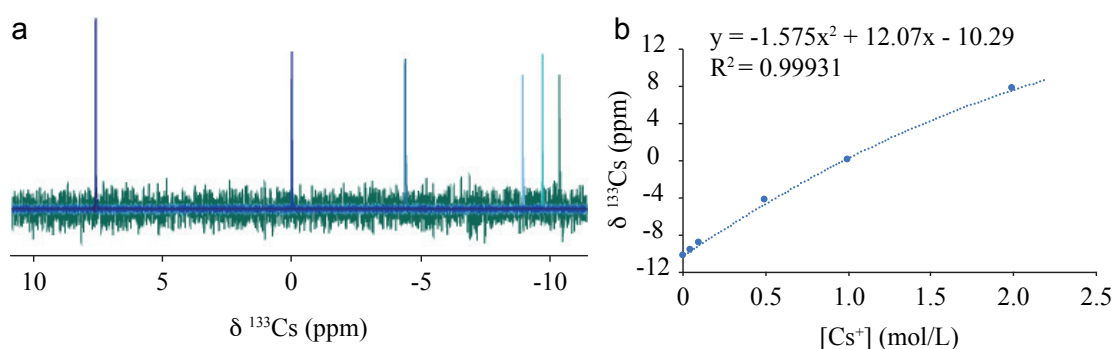 a
10 5 0 -5 -10
δ ¹³³Cs (ppm)
b
y = -1.575x² + 12.07x - 10.29
R² = 0.99931
δ ¹³³Cs (ppm)
12
8
4
0
-4
-8
-12
0 0.5 1.0 1.5 2.0 2.5
[Cs⁺] (mol/L)